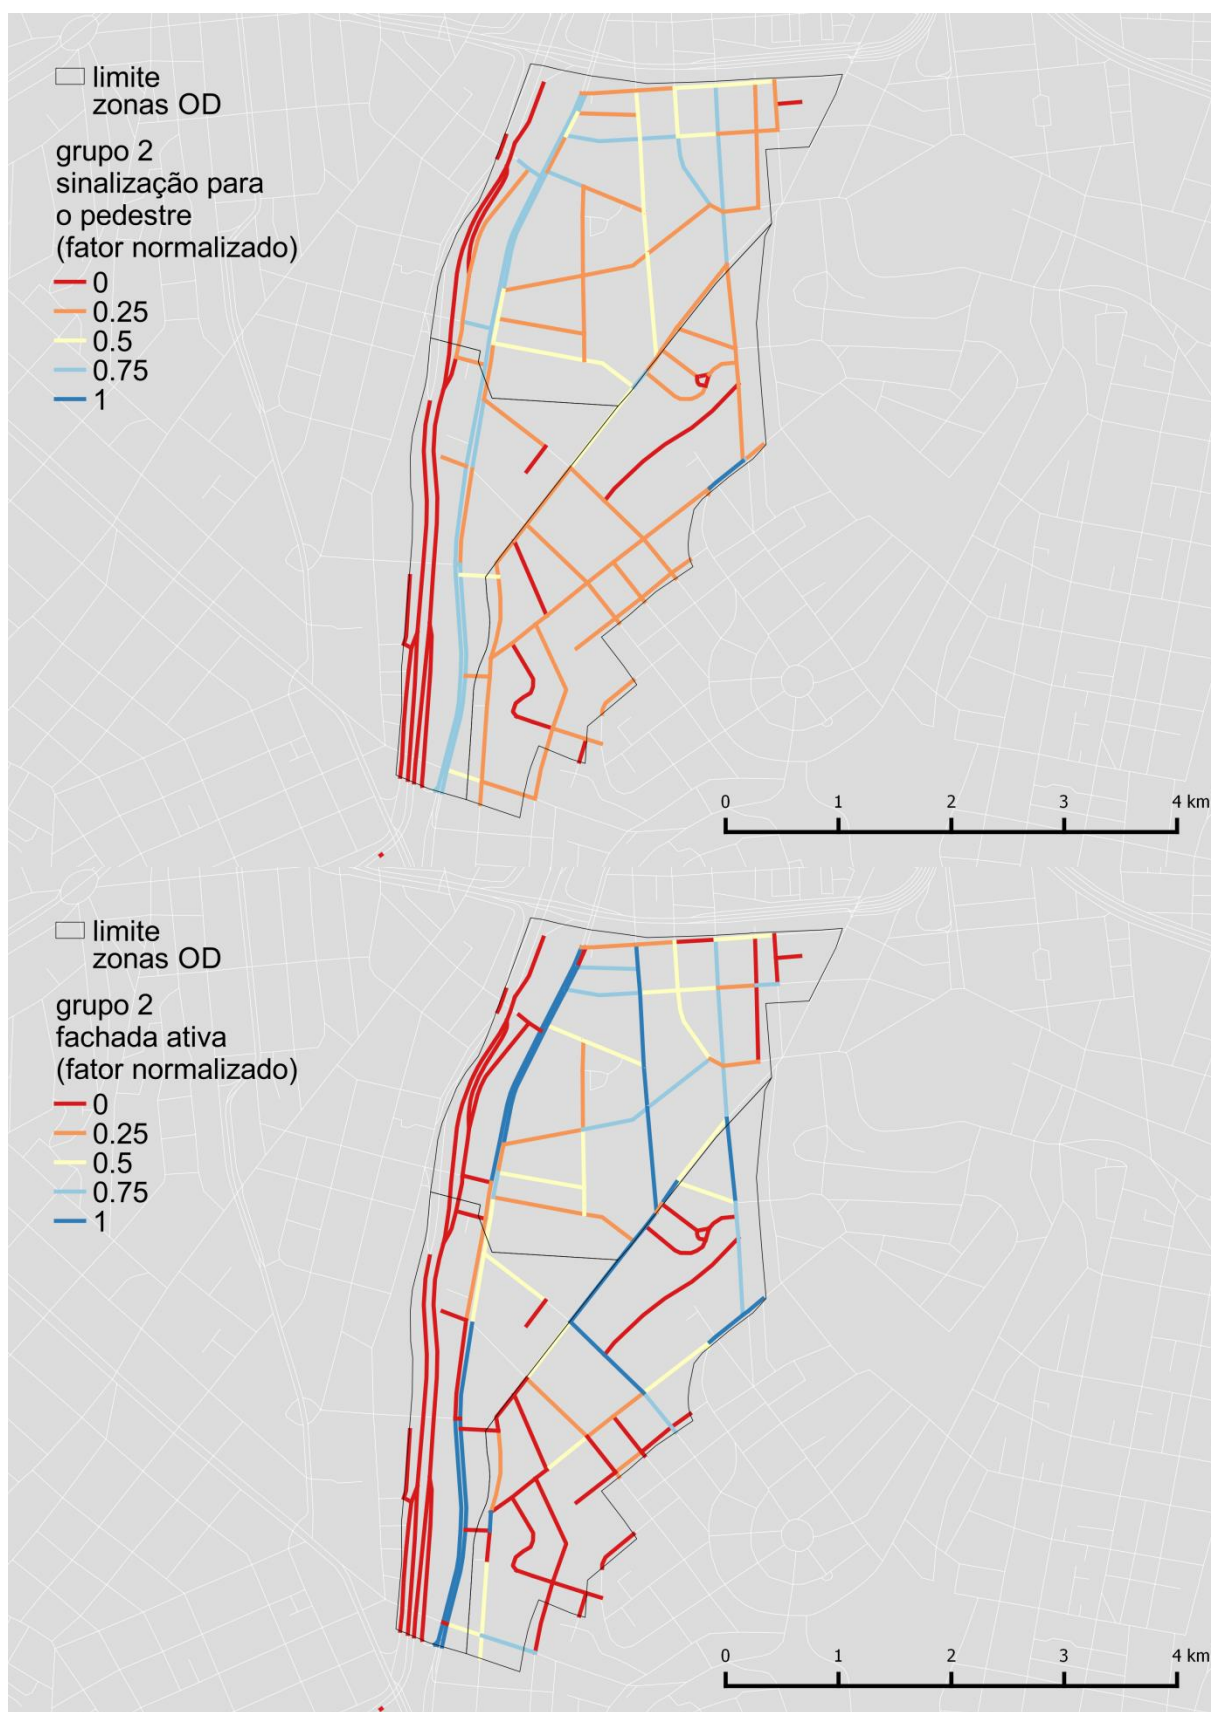 limite
zonas OD
grupo 2
sinalização para
o pedestre
(fator normalizado)
0
0.25
0.5
0.75
1
0 1 2 3 4 km
limite
zonas OD
grupo 2
fachada ativa
(fator normalizado)
0
0.25
0.5
0.75
1
0 1 2 3 4 km